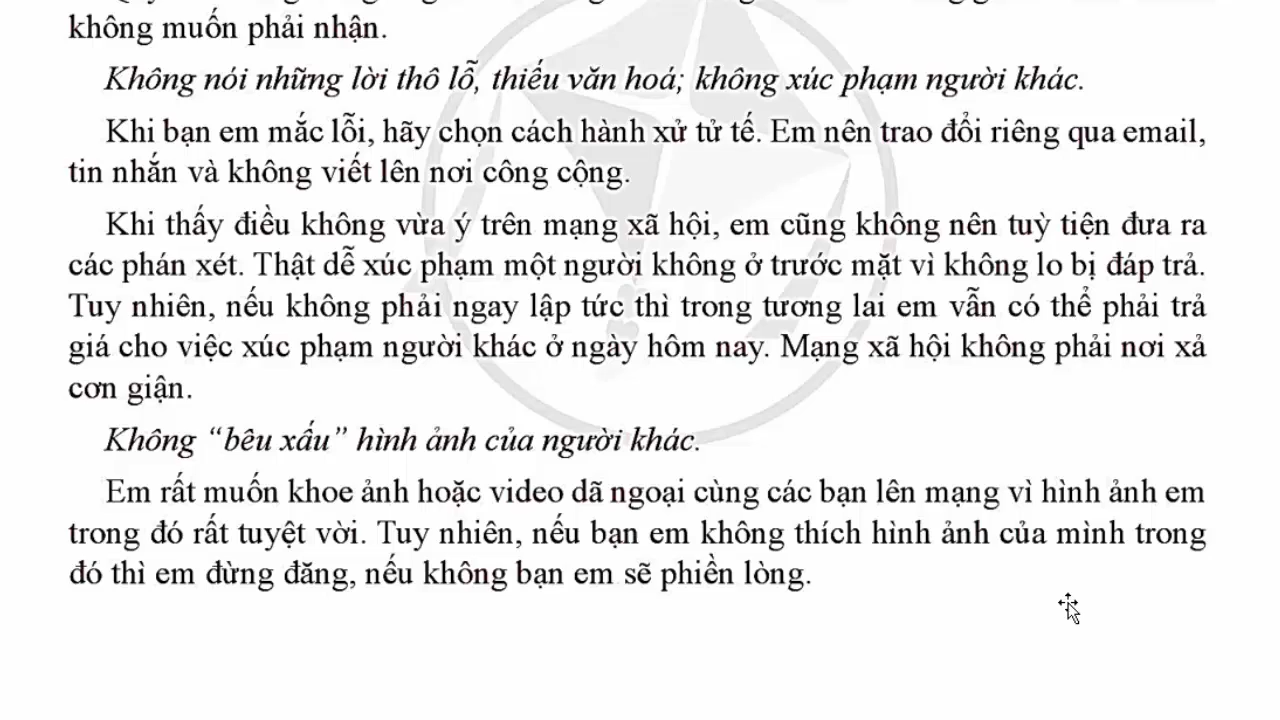 không muốn phải nhận.
Không nói những lời thô lỗ, thiếu văn hoá; không xúc phạm người khác.
Khi bạn em mắc lỗi, hãy chọn cách hành xử tử tế. Em nên trao đổi riêng qua email,
tin nhắn và không viết lên nơi công cộng.
Khi thấy điều không vừa ý trên mạng xã hội, em cũng không nên tuỳ tiện đưa ra
các phán xét. Thật dễ xúc phạm một người không ở trước mặt vì không lo bị đáp trả.
Tuy nhiên, nếu không phải ngay lập tức thì trong tương lai em vẫn có thể phải trả
giá cho việc xúc phạm người khác ở ngày hôm nay. Mạng xã hội không phải nơi xả
cơn giận.
Không “bêu xấu” hình ảnh của người khác.
Em rất muốn khoe ảnh hoặc video dã ngoại cùng các bạn lên mạng vì hình ảnh em
trong đó rất tuyệt vời. Tuy nhiên, nếu bạn em không thích hình ảnh của mình trong
đó thì em đừng đăng, nếu không bạn em sẽ phiền lòng.